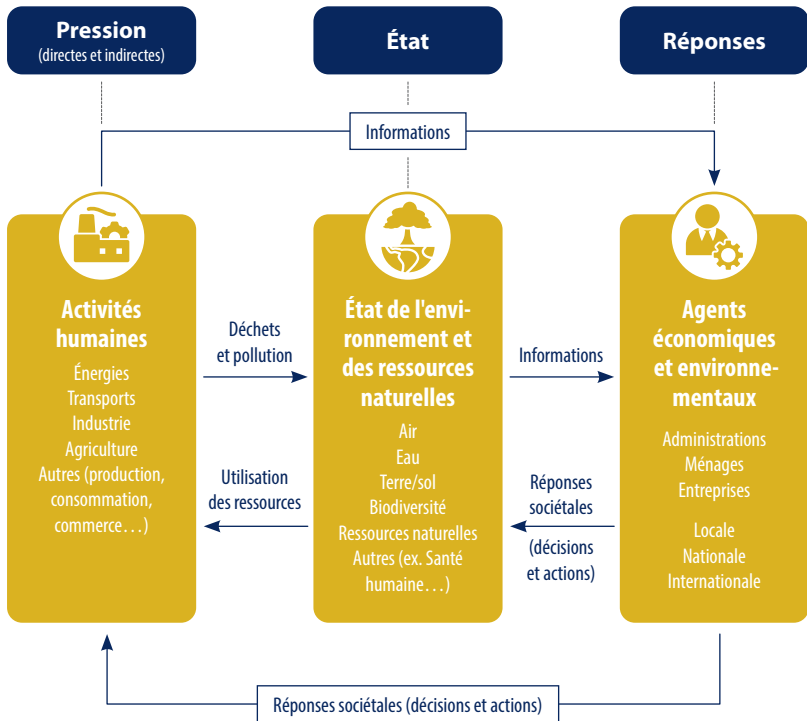 Pression
(directes et indirectes)
État
Réponses
Informations
Activités
humaines
Énergies
Transports
Industrie
Agriculture
Autres (production,
consommation,
commerce…)
Déchets
et pollution
Utilisation
des ressources
État de l'envi-
ronnement et
des ressources
naturelles
Air
Eau
Terre/sol
Biodiversité
Ressources naturelles
Autres (ex. Santé
humaine…)
Informations
Réponses
sociétales
(décisions
et actions)
Agents
économiques
et environne-
mentaux
Administrations
Ménages
Entreprises
Locale
Nationale
Internationale
Réponses sociétales (décisions et actions)